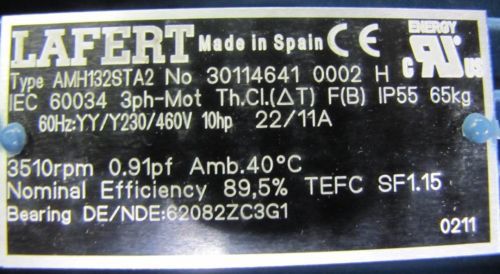 LAFERT Made in Spain CE ENERGY C UR US
Type AMH132STA2 No 30114641 0002 H
IEC 60034 3ph-Mot Th.Cl.(ΔT) F(B) IP55 65kg
60Hz:YY/Y230/460V 10hp 22/11A
3510rpm 0.91pf Amb.40°C
Nominal Efficiency 89,5% TEFC SF1.15
Bearing DE/NDE:62082ZC3G1
0211